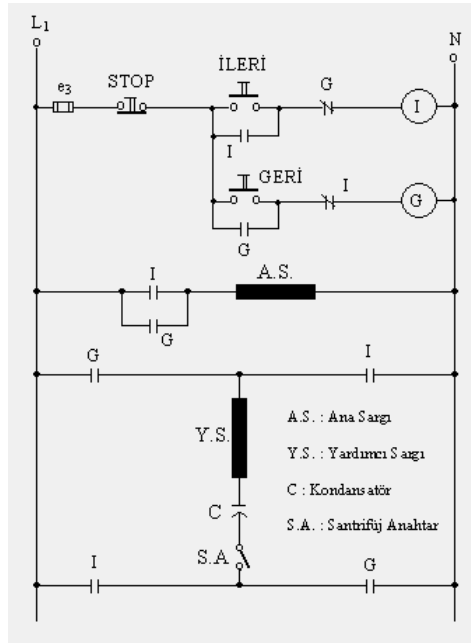 L1 N
e3 STOP İLERİ G I
I
GERİ I G
G
I A.S.
G
G I
A.S. : Ana Sargı
Y.S. Y.S. : Yardımcı Sargı
C C : Kondansatör
S.A S.A. : Santrifüj Anahtar
I G